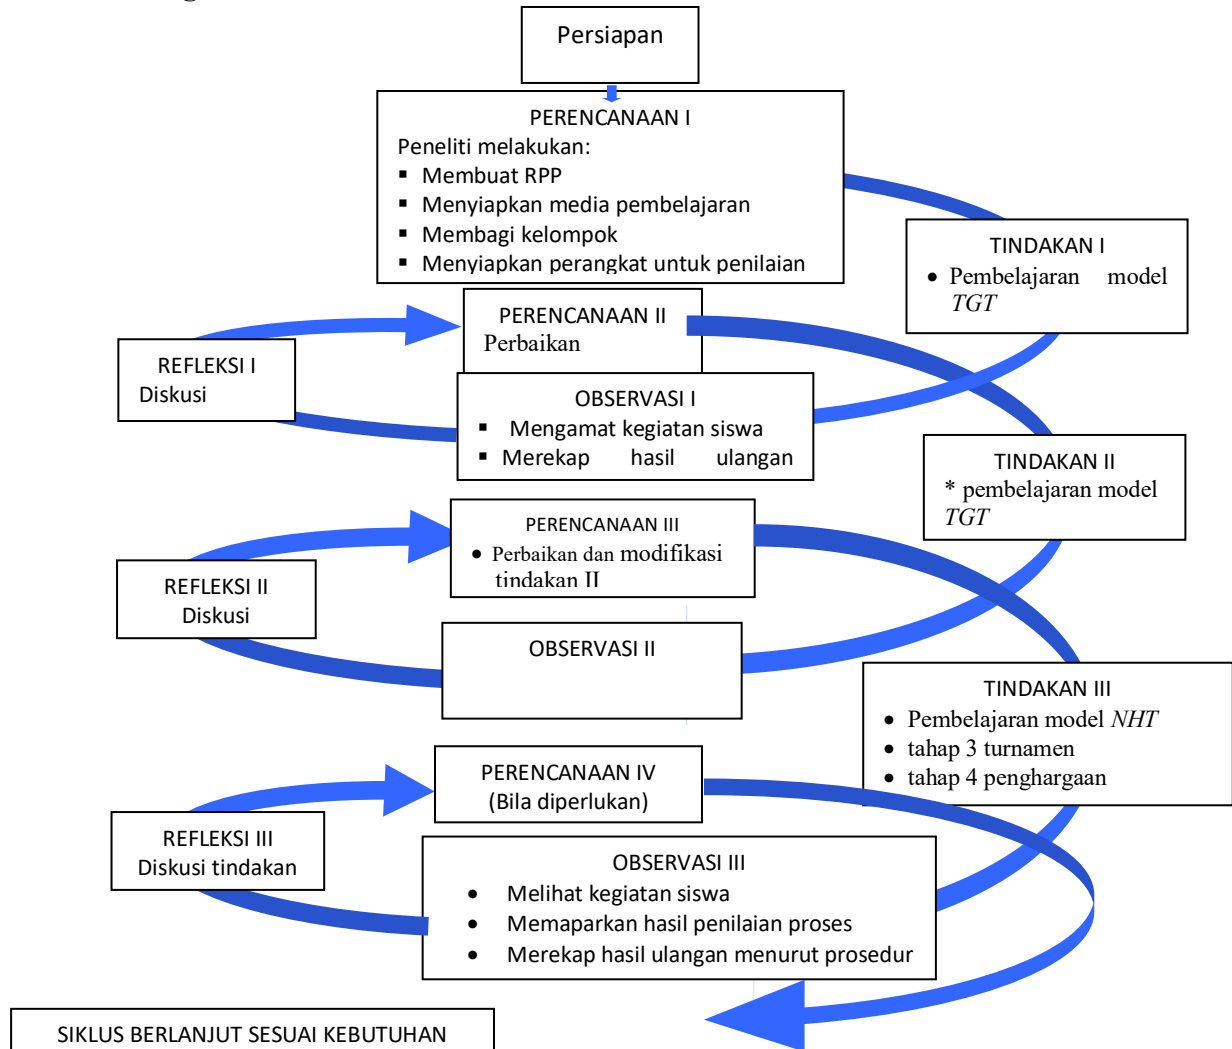 Persiapan
PERENCANAAN I
Peneliti melakukan:
▪ Membuat RPP
▪ Menyiapkan media pembelajaran
▪ Membagi kelompok
▪ Menyiapkan perangkat untuk penilaian
TINDAKAN I
• Pembelajaran model
TGT
PERENCANAAN II
Perbaikan
REFLEKSI I
Diskusi
OBSERVASI I
▪ Mengamat kegiatan siswa
▪ Merekap hasil ulangan
TINDAKAN II
* pembelajaran model
TGT
PERENCANAAN III
• Perbaikan dan modifikasi
tindakan II
REFLEKSI II
Diskusi
OBSERVASI II
TINDAKAN III
• Pembelajaran model NHT
• tahap 3 turnamen
• tahap 4 penghargaan
PERENCANAAN IV
(Bila diperlukan)
REFLEKSI III
Diskusi tindakan
OBSERVASI III
• Melihat kegiatan siswa
• Memaparkan hasil penilaian proses
• Merekap hasil ulangan menurut prosedur
SIKLUS BERLANJUT SESUAI KEBUTUHAN